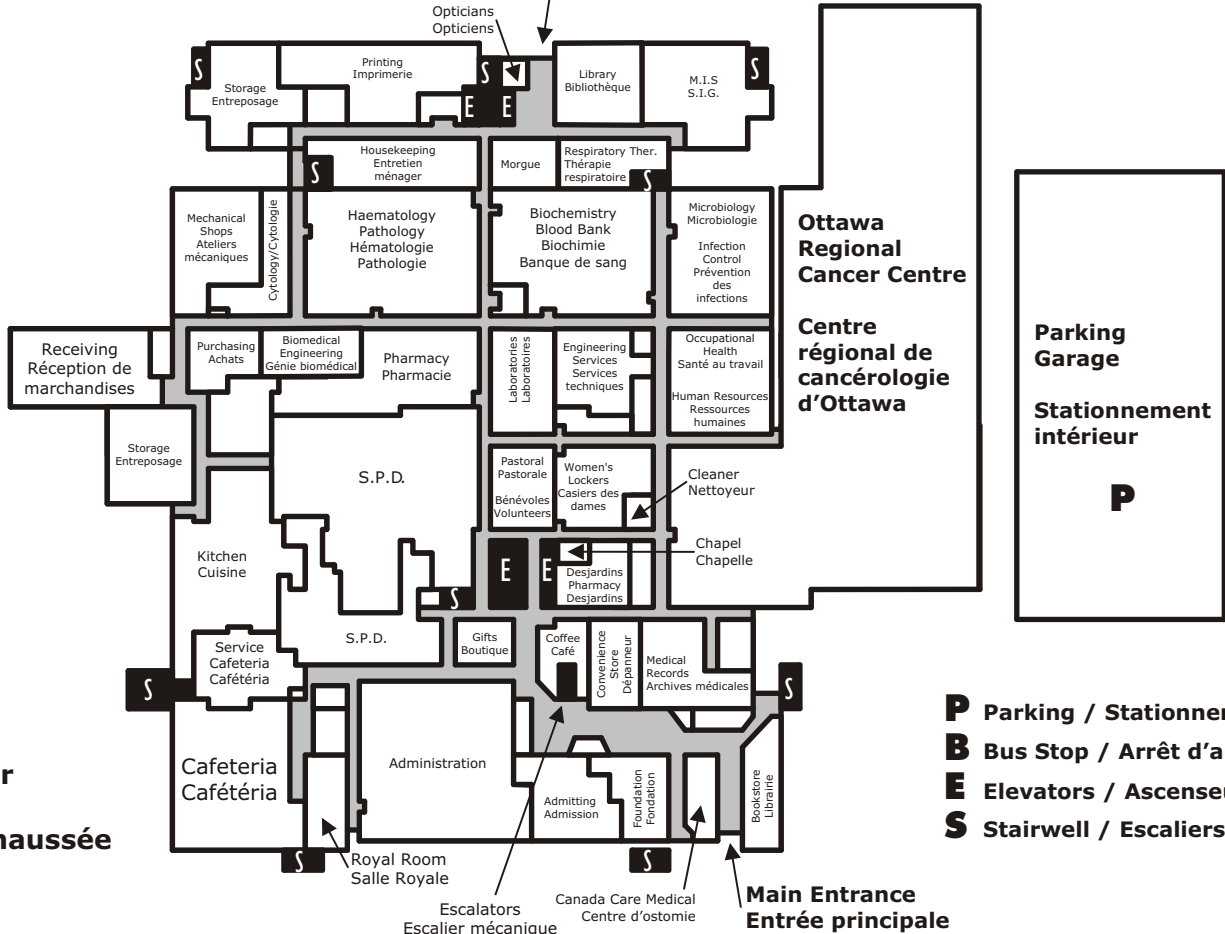 Opticians
Opticiens
S
Storage
Entreposage
Printing
Imprimerie
S
E
E
Library
Bibliothèque
M.I.S
S.I.G.
S
Housekeeping
Entretien
ménager
S
Morgue
Respiratory Ther.
Thérapie
respiratoire
S
Mechanical
Shops
Ateliers
mécaniques
Cytology/Cytologie
Haematology
Pathology
Hématologie
Pathologie
Biochemistry
Blood Bank
Biochimie
Banque de sang
Microbiology
Microbiologie
Infection
Control
Prévention
des
infections
Ottawa
Regional
Cancer Centre
Centre
régional de
cancérologie
d'Ottawa
Parking
Garage
Stationnement
intérieur
P
Receiving
Réception de
marchandises
Purchasing
Achats
Biomedical
Engineering
Génie biomédical
Pharmacy
Pharmacie
Laboratories
Laboratoires
Engineering
Services
Services
techniques
Occupational
Health
Santé au travail
Human Resources
Ressources
humaines
Storage
Entreposage
S.P.D.
Pastoral
Pastorale
Bénévoles
Volunteers
Women's
Lockers
Casiers des
dames
Cleaner
Nettoyeur
Kitchen
Cuisine
E
E
Chapel
Chapelle
Desjardins
Pharmacy
Desjardins
S
S.P.D.
Service
Cafeteria
Cafétéria
Gifts
Boutique
Coffee
Café
Convenience
Store
Dépanneur
Medical
Records
Archives médicales
S
S
Cafeteria
Cafétéria
Administration
Admitting
Admission
Foundation
Fondation
Bookstore
Librairie
S
S
Royal Room
Salle Royale
Escalators
Escalier mécanique
Canada Care Medical
Centre d'ostomie
Main Entrance
Entrée principale
P Parking / Stationner
B Bus Stop / Arrêt d'a
E Elevators / Ascenseu
S Stairwell / Escaliers
r
haussée